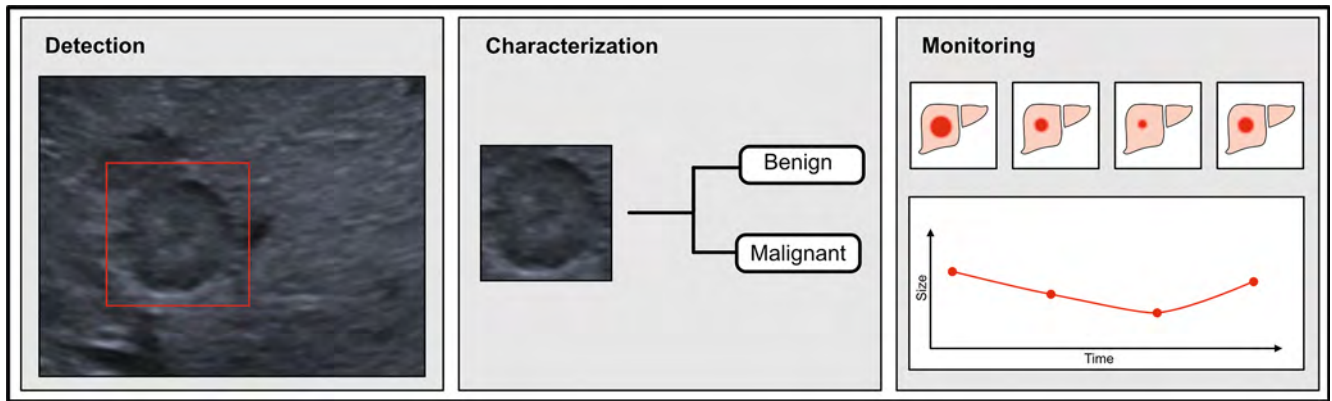 Detection
Characterization
Benign
Malignant
Monitoring
Size
Time